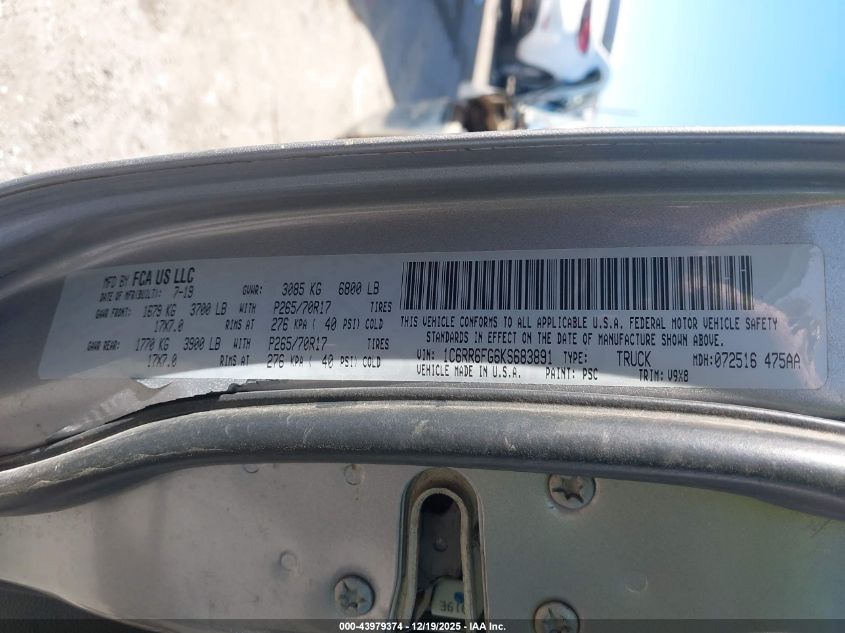 MFD BY FCA US LLC
DATE OF MFR(BUILT): 7-19
GVWR: 3085 KG 6800 LB
GAWR FRONT: 1679 KG 3700 LB WITH P265/70R17 TIRES
17X7.0 RIMS AT 276 KPA ( 40 PSI) COLD
GAWR REAR: 1770 KG 3900 LB WITH P265/70R17 TIRES
17X7.0 RIMS AT 276 KPA ( 40 PSI) COLD
THIS VEHICLE CONFORMS TO ALL APPLICABLE U.S.A. FEDERAL MOTOR VEHICLE SAFETY
STANDARDS IN EFFECT ON THE DATE OF MANUFACTURE SHOWN ABOVE.
VIN: 1C6RR6FG6KS683891 TYPE: TRUCK MDH: 072516 475AA
VEHICLE MADE IN U.S.A. PAINT: PSC TRIM: V9X8
000-43979374 | 12/19/2025 | IAA Inc.